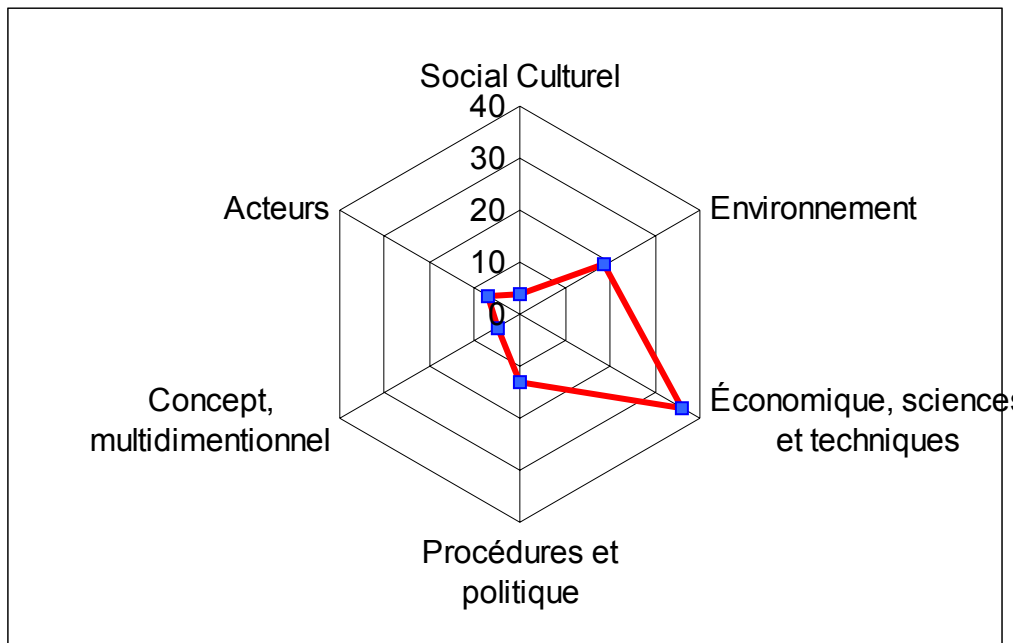 Social Culturel
40
30
20
10
0
Acteurs
Environnement
Concept,
multidimentionnel
Économique, sciences
et techniques
Procédures et
politique